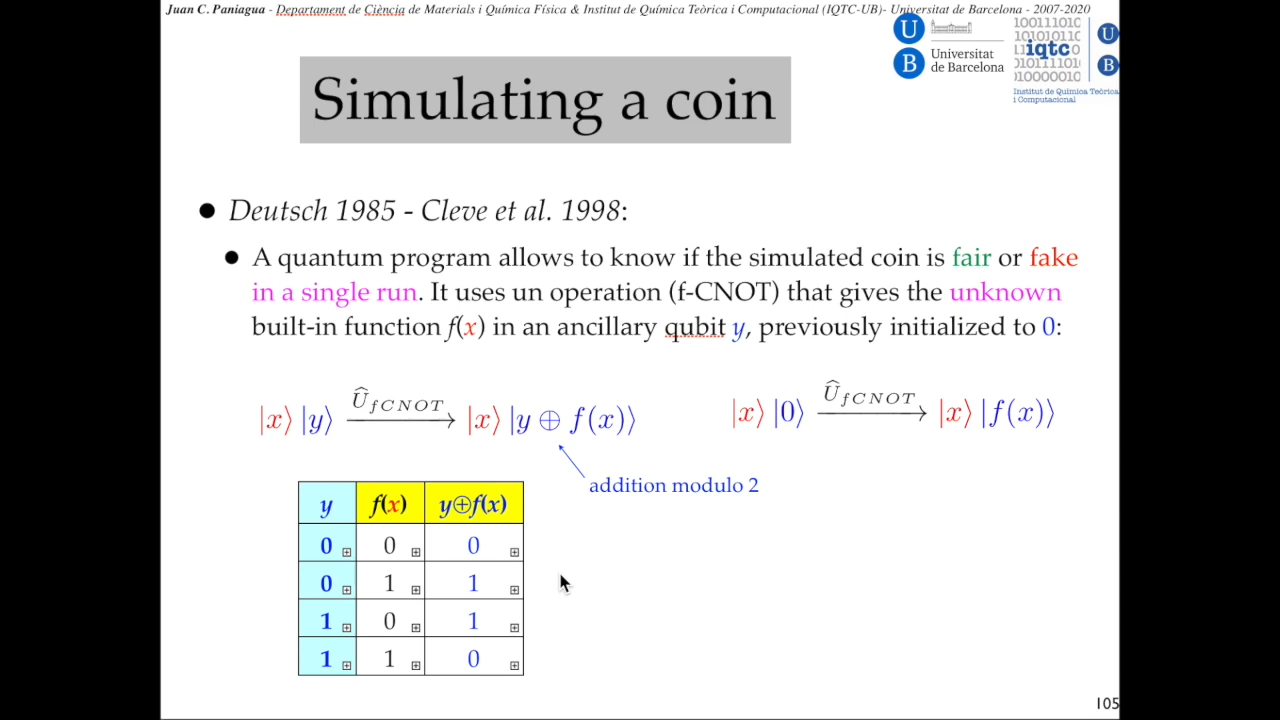 Juan C. Paniagua - Departament de Ciència de Materials i Química Física & Institut de Química Teòrica i Computacional (IQTC-UB)- Universitat de Barcelona - 2007-2020
U
B
Universitat
de Barcelona
100111010
1010101100
iqtc
0101111010
010000010
Institut de Química Teòrica
i Computacional
U
B
Simulating a coin
● Deutsch 1985 - Cleve et al. 1998:
● A quantum program allows to know if the simulated coin is fair or fake
in a single run. It uses un operation (f-CNOT) that gives the unknown
built-in function f(x) in an ancillary qubit y, previously initialized to 0:
|x⟩ |y⟩ Û_fCNOT → |x⟩ |y ⊕ f(x)⟩
|x⟩ |0⟩ Û_fCNOT → |x⟩ |f(x)⟩
addition modulo 2
y f(x) y⊕f(x)
0 0 0
0 1 1
1 0 1
1 1 0
105